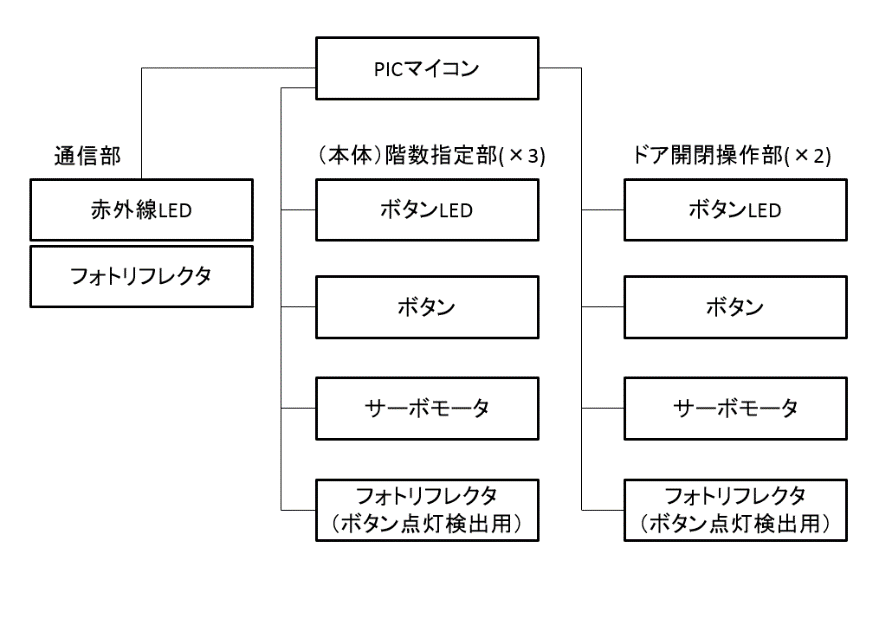 PICマイコン
通信部
赤外線LED
フォトリフレクタ
（本体）階数指定部(×3)
ボタンLED
ボタン
サーボモータ
フォトリフレクタ
（ボタン点灯検出用）
ドア開閉操作部(×2)
ボタンLED
ボタン
サーボモータ
フォトリフレクタ
（ボタン点灯検出用）